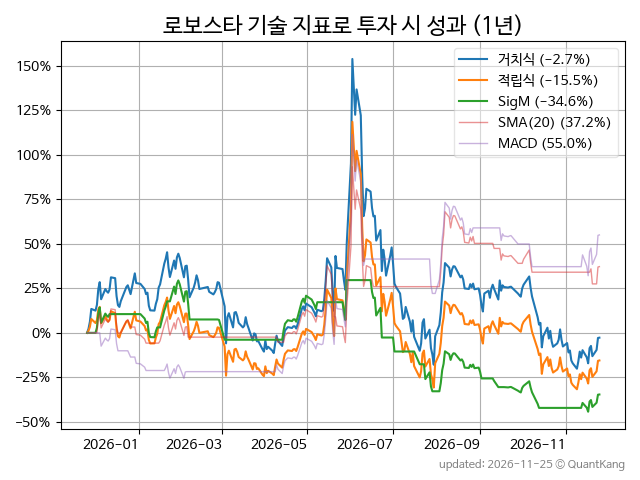 로보스타 기술 지표로 투자 시 성과 (1년)
거치식 (−2.7%)
적립식 (−15.5%)
SigM (−34.6%)
SMA(20) (37.2%)
MACD (55.0%)
150%
125%
100%
75%
50%
25%
0%
−25%
−50%
2026-01 2026-03 2026-05 2026-07 2026-09 2026-11
updated: 2026-11-25 © QuantKang